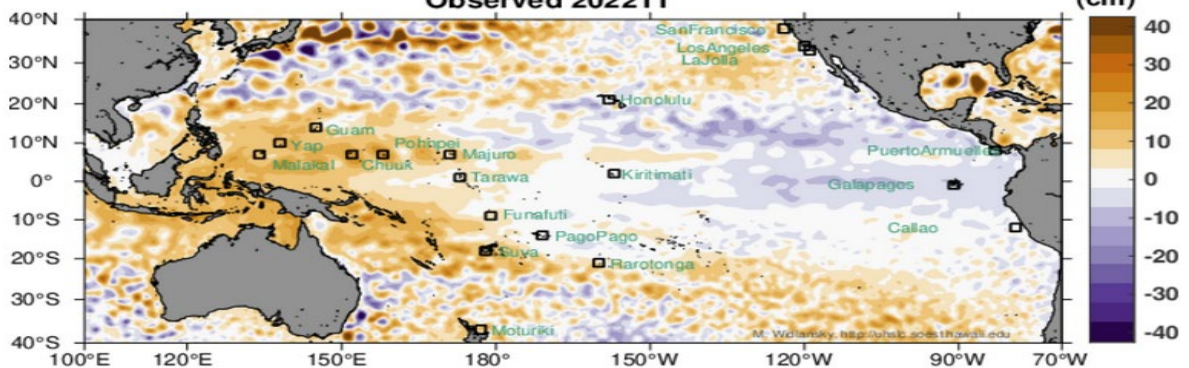 Observed 202211
(cm)
40°N
30°N
20°N
10°N
0°
10°S
20°S
30°S
40°S
100°E
120°E
150°E
180°
150°W
120°W
90°W
70°W
40
30
20
10
0
-10
-20
-30
-40
SanFrancisco
LosAngeles
LaJolla
Honolulu
Guam
Yap
Pohnpei
Malakal
Chuuk
Majuro
PuertoArmuelles
Tarawa
Kiritimati
Galapagos
Funafuti
Callao
PagoPago
Suva
Rarotonga
Moturiki
M. Widlansky, http://uhslc.soest.hawaii.edu